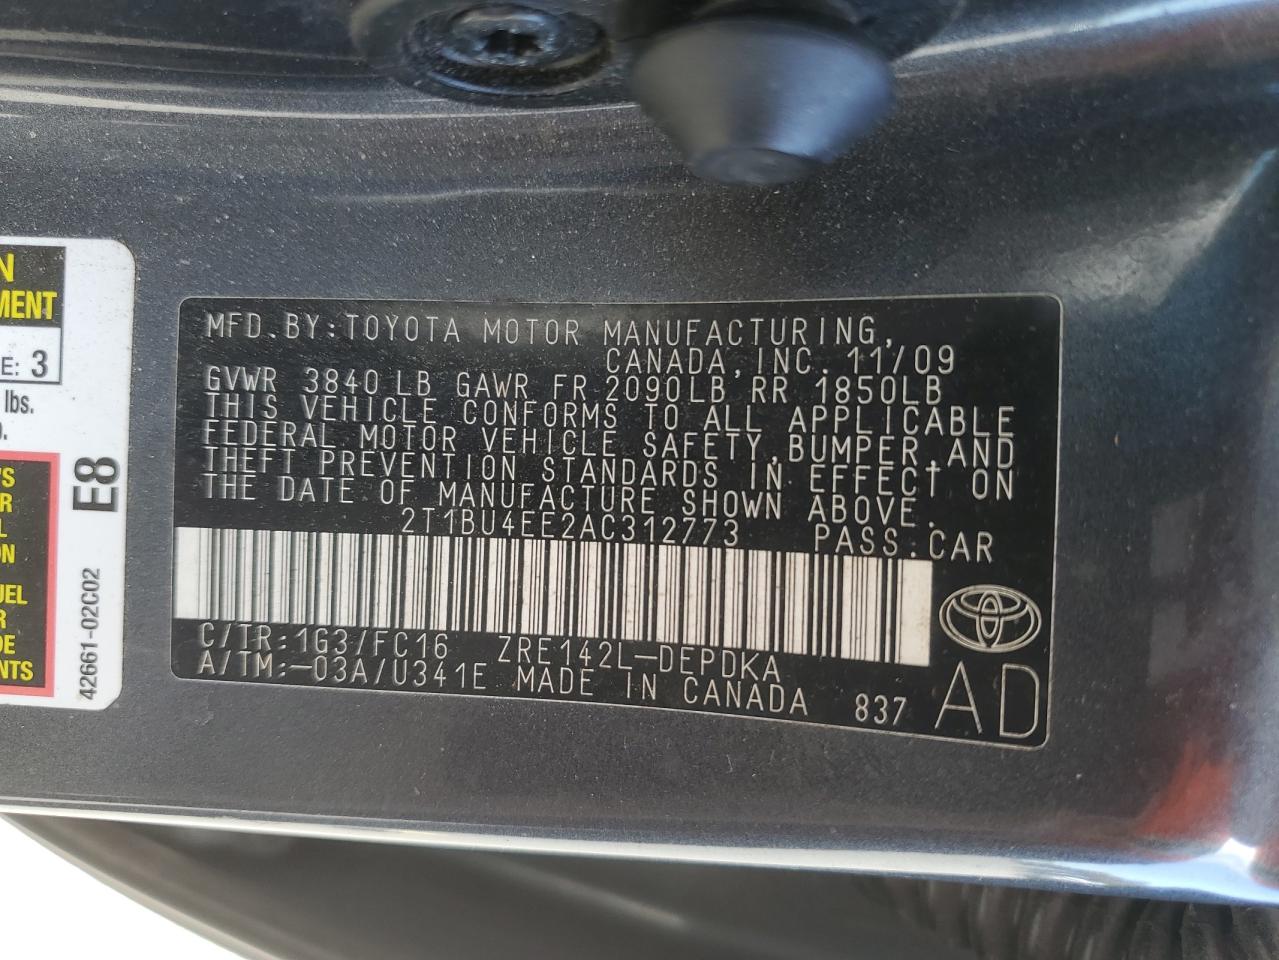 MFD.BY:TOYOTA MOTOR MANUFACTURING,
CANADA,INC. 11/09
GVWR 3840 LB GAWR FR 2090LB RR 1850LB
THIS VEHICLE CONFORMS TO ALL APPLICABLE
FEDERAL MOTOR VEHICLE SAFETY,BUMPER,AND
THEFT PREVENTION STANDARDS IN EFFECT ON
THE DATE OF MANUFACTURE SHOWN ABOVE.
2T1BU4EE2AC312773 PASS.CAR
C/TR:1G3/FC16 ZRE142L-DEPDKA
A/TM:-03A/U341E MADE IN CANADA 837
AD
E: 3
lbs.
E8
42661-02C02